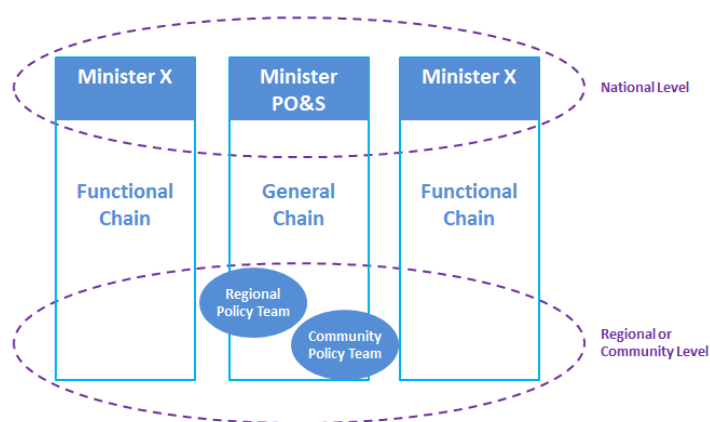 Minister X
Minister
PO&S
Minister X
National Level
Functional
Chain
General
Chain
Functional
Chain
Regional
Policy Team
Community
Policy Team
Regional or
Community Level